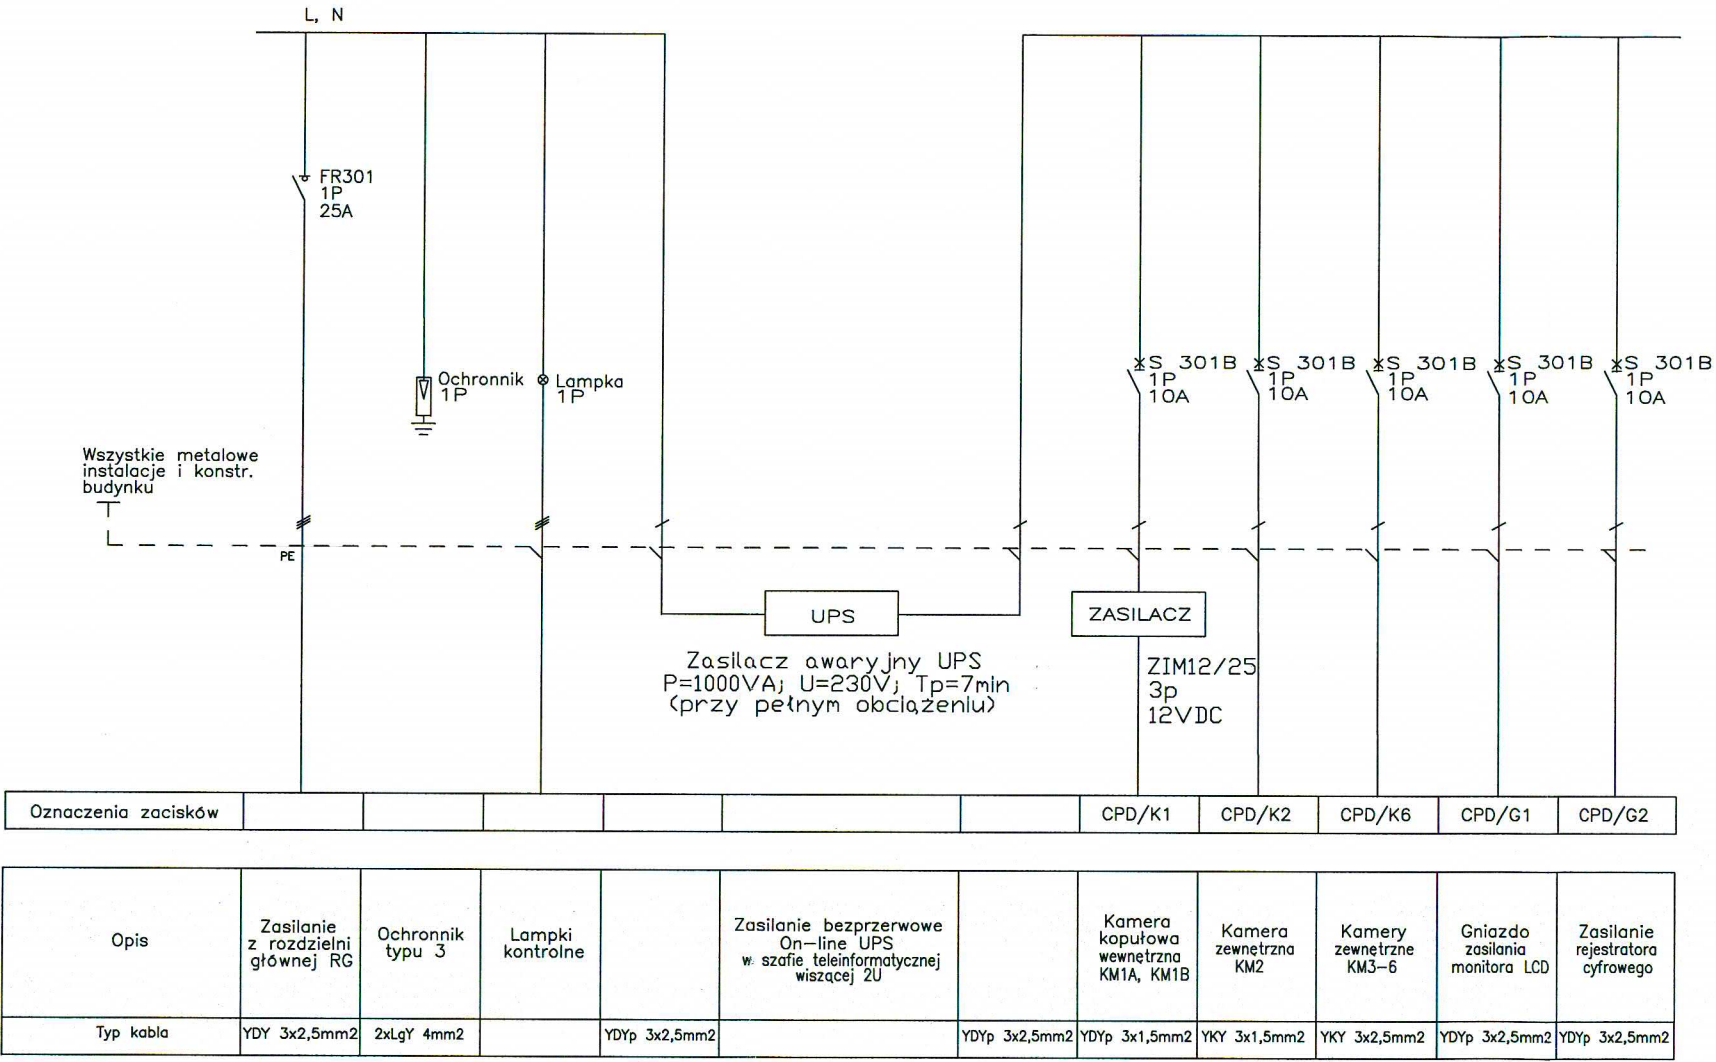 L, N
FR301
1P
25A
Ochronnik
1P
Lampka
1P
S 301B
1P
10A
S 301B
1P
10A
S 301B
1P
10A
S 301B
1P
10A
S 301B
1P
10A
Wszystkie metalowe
instalacje i konstr.
budynku
PE
UPS
Zasilacz awaryjny UPS
P=1000VA; U=230V; Tp=7min
(przy pełnym obciążeniu)
ZASILACZ
ZIM12/25
3p
12VDC
Oznaczenia zacisków
CPD/K1
CPD/K2
CPD/K6
CPD/G1
CPD/G2
Opis
Zasilanie
z rozdzielni
głównej RG
Ochronnik
typu 3
Lampki
kontrolne
Zasilanie bezprzerwowe
On-line UPS
w szafie teleinformatycznej
wiszącej 2U
Kamera
kopułowa
wewnętrzna
KM1A, KM1B
Kamera
zewnętrzna
KM2
Kamery
zewnętrzne
KM3-6
Gniazdo
zasilania
monitora LCD
Zasilanie
rejestratora
cyfrowego
Typ kabla
YDY 3x2,5mm2
2xLgY 4mm2
YDYp 3x2,5mm2
YDYp 3x2,5mm2
YDYp 3x1,5mm2
YKY 3x1,5mm2
YKY 3x2,5mm2
YDYp 3x2,5mm2
YDYp 3x2,5mm2